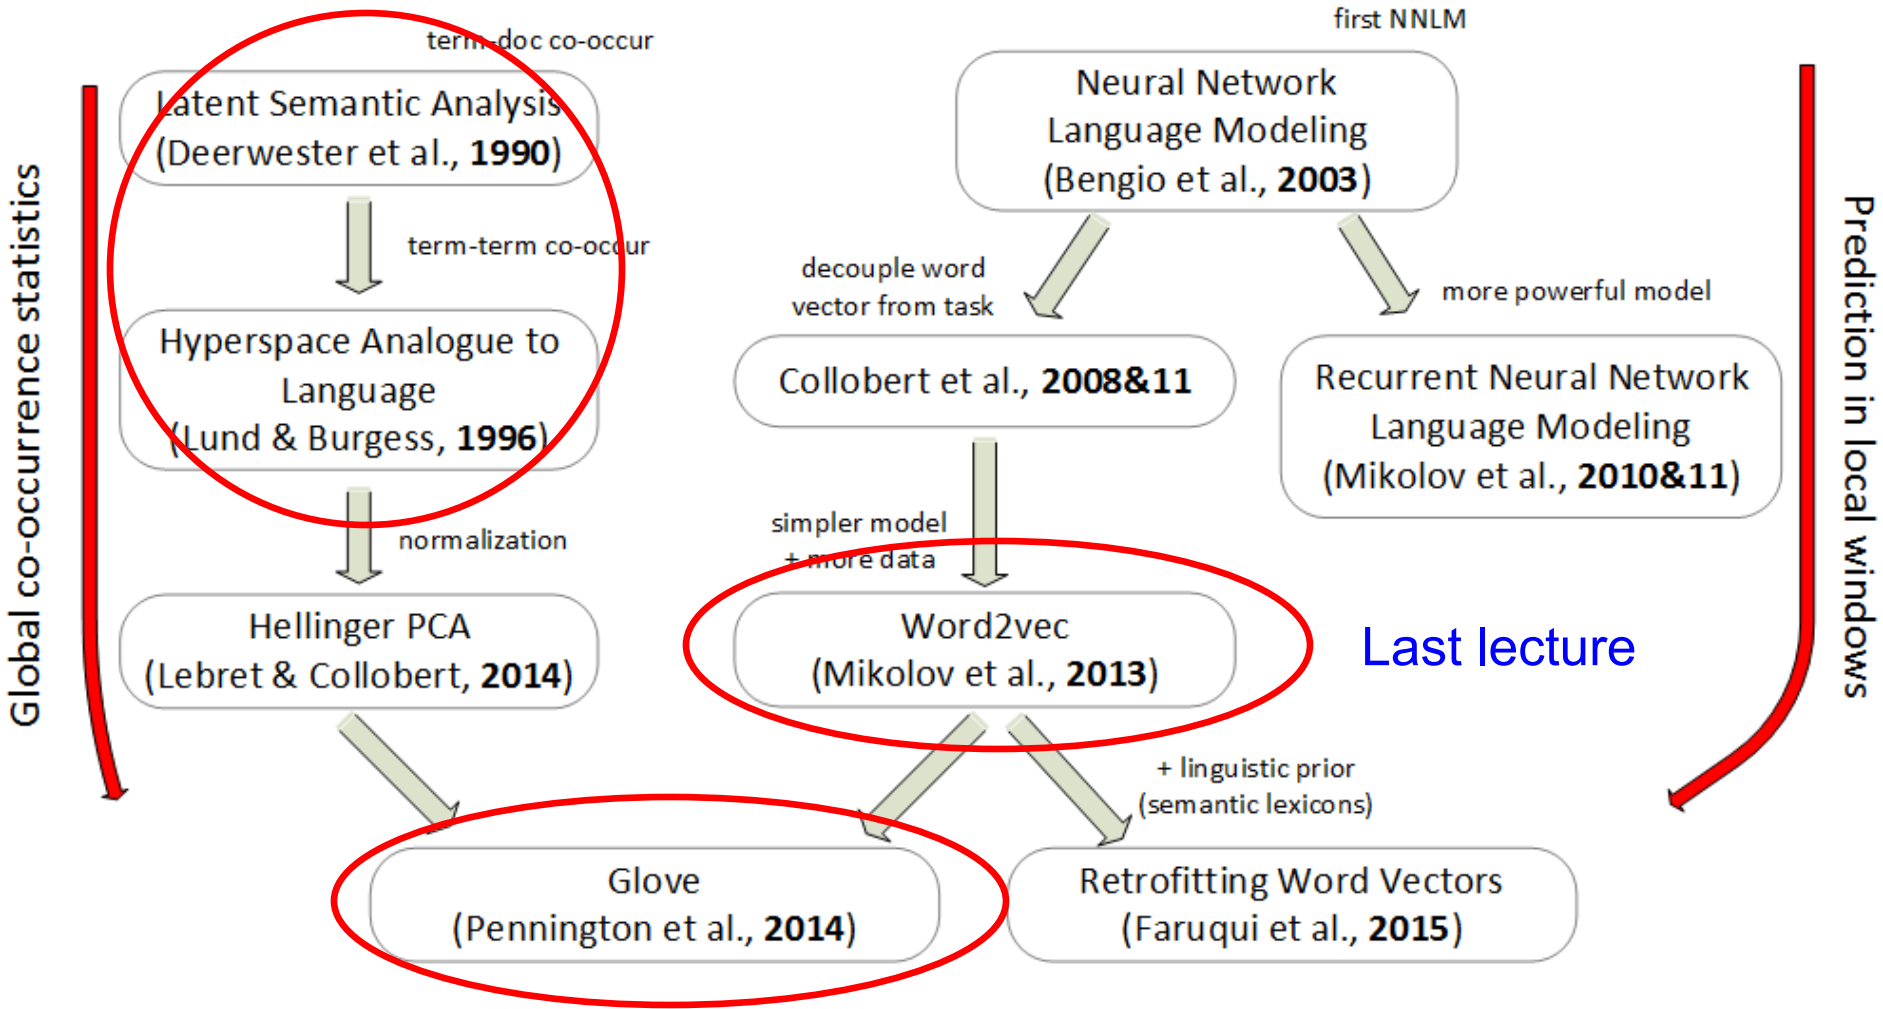 Global co-occurrence statistics
term-doc co-occur
Latent Semantic Analysis
(Deerwester et al., 1990)
term-term co-occur
Hyperspace Analogue to
Language
(Lund & Burgess, 1996)
normalization
Hellinger PCA
(Lebret & Collobert, 2014)
first NNLM
Neural Network
Language Modeling
(Bengio et al., 2003)
decouple word
vector from task
more powerful model
Collobert et al., 2008&11
Recurrent Neural Network
Language Modeling
(Mikolov et al., 2010&11)
simpler model
+ more data
Word2vec
(Mikolov et al., 2013)
Last lecture
+ linguistic prior
(semantic lexicons)
Glove
(Pennington et al., 2014)
Retrofitting Word Vectors
(Faruqui et al., 2015)
Prediction in local windows